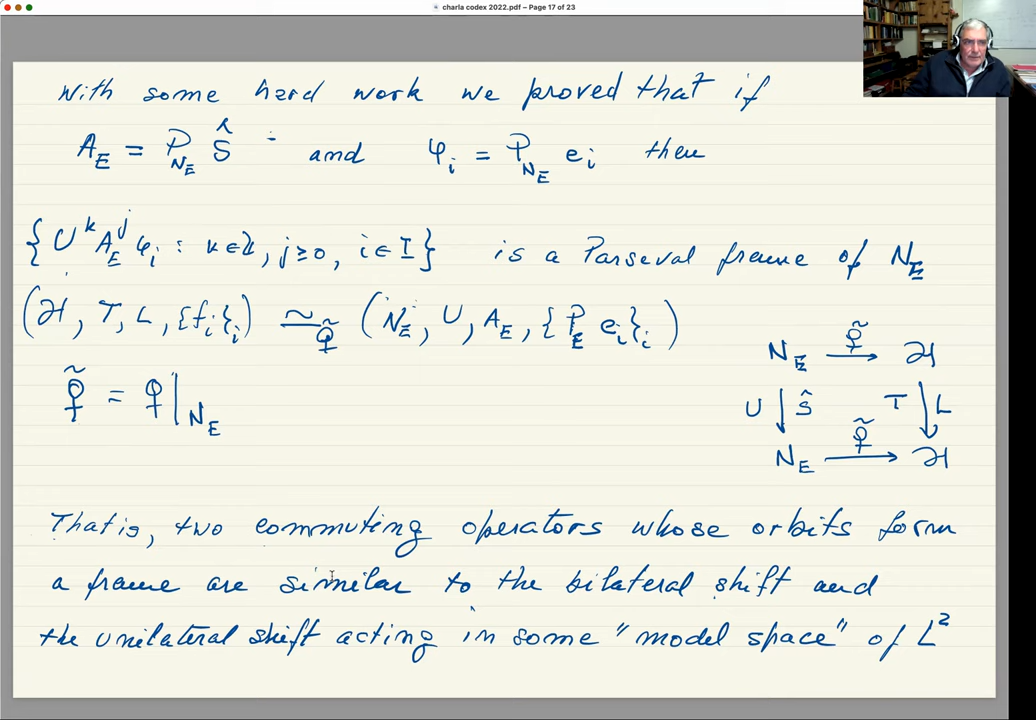 charla codex 2022.pdf – Page 17 of 23
With some hard work we proved that if
A_E = P_{N_E} Ŝ and φ_i = P_{N_E} e_i then
{U^k A_E^j φ_i : k∈ℤ, j≥0, i∈I} is a Parseval frame of N_E
(ℋ, T, L, {f_i}_i) ≃_{φ̃} (N_E, U, A_E, {P_E e_i}_i)
N_E →^{φ̃} ℋ
φ̃ = φ|_{N_E}
U ↓ Ŝ T ↓ L
N_E →^{φ̃} ℋ
That is, two commuting operators whose orbits form
a frame are similar to the bilateral shift and
the unilateral shift acting in some "model space" of L²